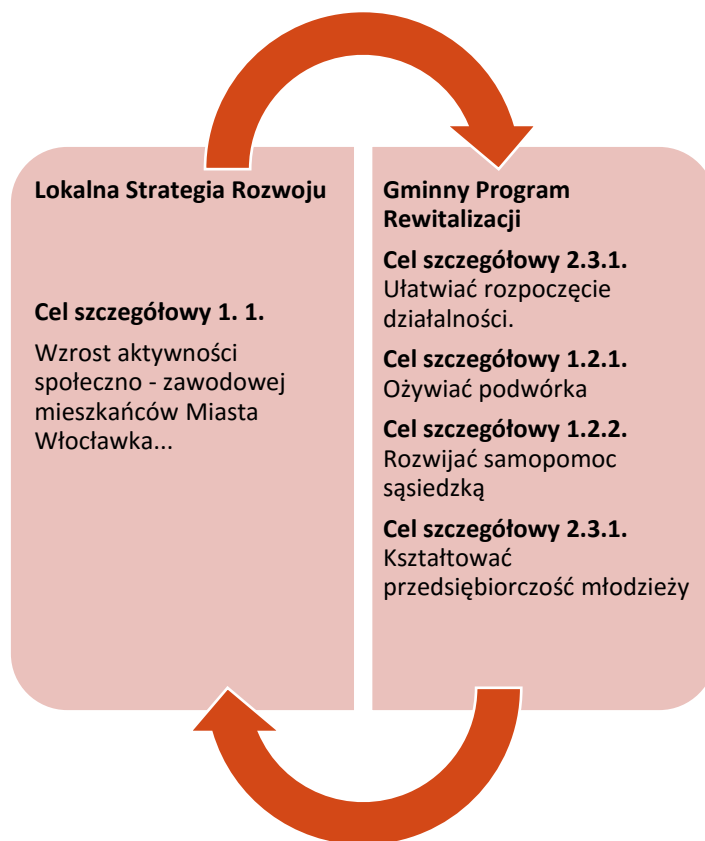 Lokalna Strategia Rozwoju
Cel szczegółowy 1. 1.
Wzrost aktywności
społeczno - zawodowej
mieszkańców Miasta
Włocławka...
Gminny Program
Rewitalizacji
Cel szczegółowy 2.3.1.
Ułatwiać rozpoczęcie
działalności.
Cel szczegółowy 1.2.1.
Ożywiać podwórka
Cel szczegółowy 1.2.2.
Rozwijać samopomoc
sąsiedzką
Cel szczegółowy 2.3.1.
Kształtować
przedsiębiorczość młodzieży